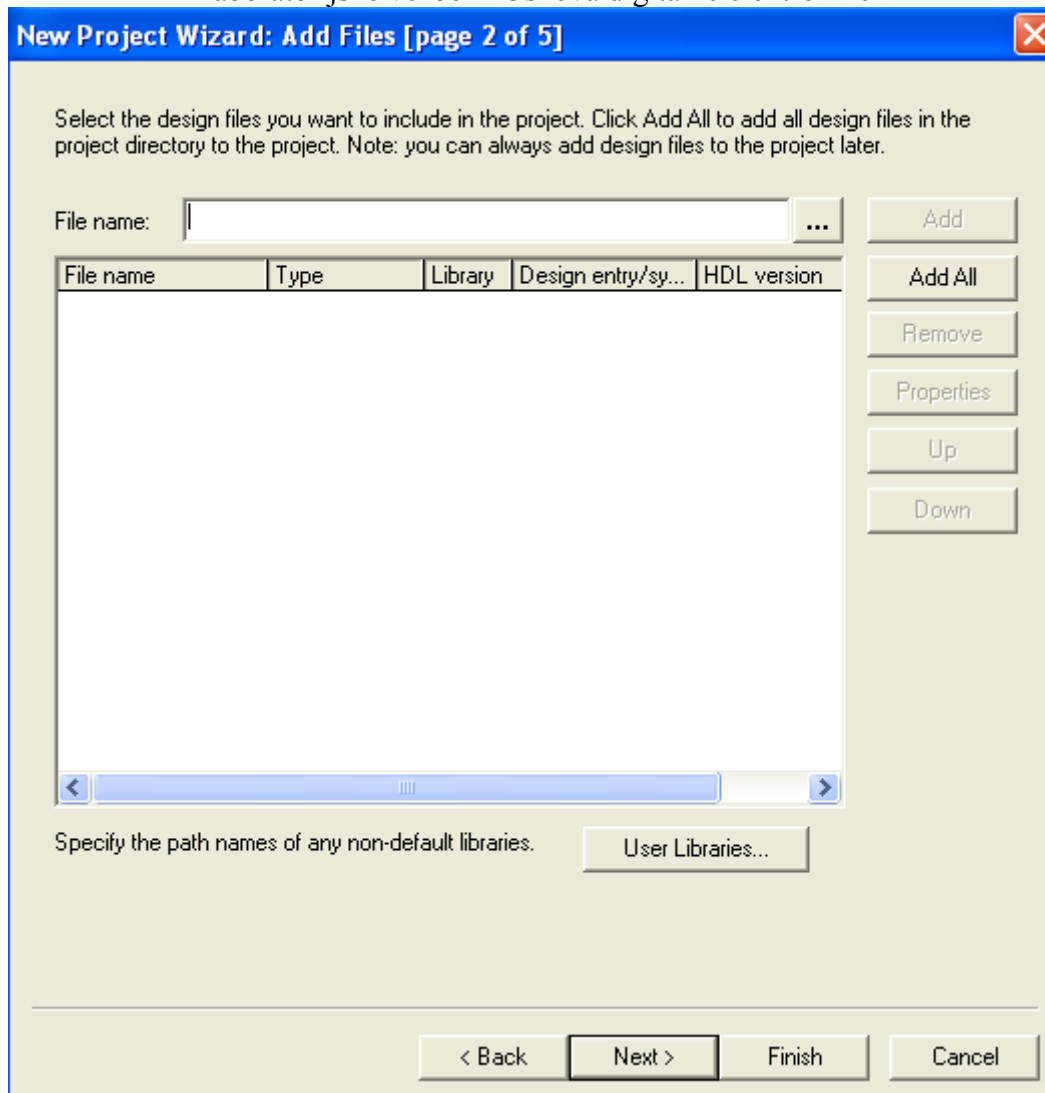 New Project Wizard: Add Files [page 2 of 5]
Select the design files you want to include in the project. Click Add All to add all design files in the
project directory to the project. Note: you can always add design files to the project later.
File name:
...
Add
File name Type Library Design entry/sy... HDL version
Add All
Remove
Properties
Up
Down
Specify the path names of any non-default libraries.
User Libraries...
< Back Next > Finish Cancel